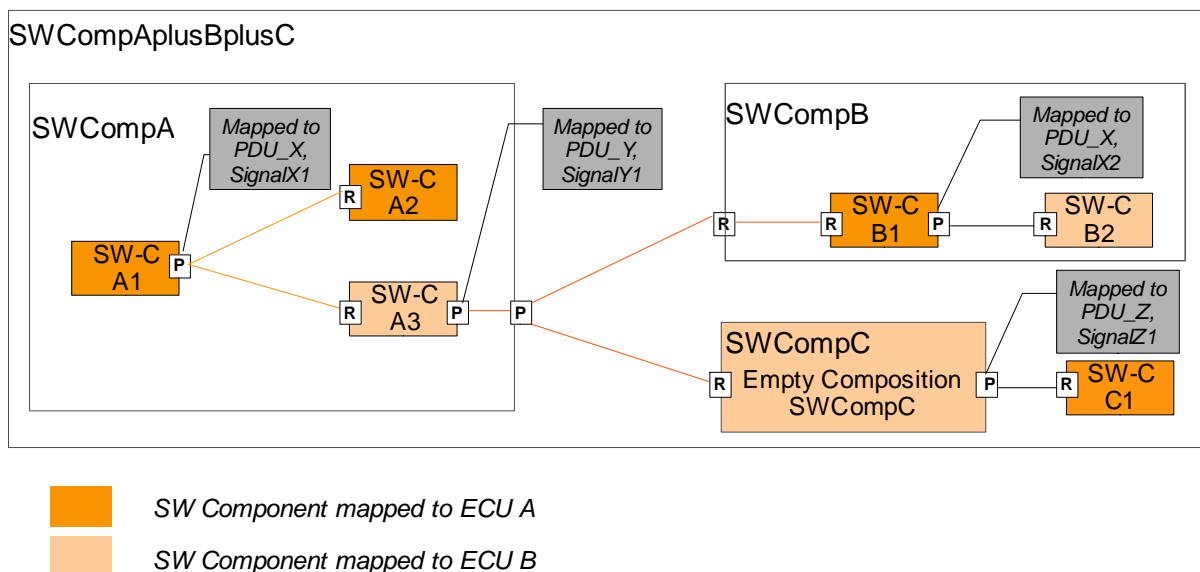 SWCompAplusBplusC
SWCompA
Mapped to
PDU_X,
SignalX1
Mapped to
PDU_Y,
SignalY1
SWCompB
Mapped to
PDU_X,
SignalX2
R
SW-C
A2
R
R
SW-C
B1
P
R
SW-C
B2
SW-C
A1
P
R
SW-C
A3
P
P
Mapped to
PDU_Z,
SignalZ1
SWCompC
R
Empty Composition
SWCompC
P
R
SW-C
C1
SW Component mapped to ECU A
SW Component mapped to ECU B